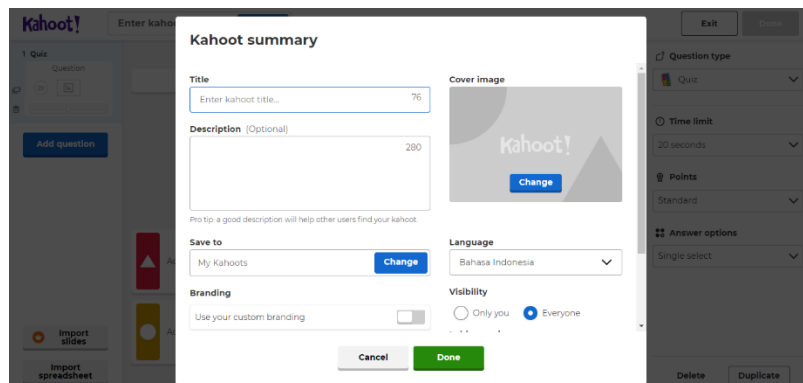 Kahoot!
Enter kaho
Exit
Done
1 Quiz
Question
Add question
Import slides
Import spreadsheet
Kahoot summary
Title
Enter kahoot title...
76
Description (Optional)
280
Pro tip: a good description will help other users find your kahoot.
Save to
My Kahoots
Change
Branding
Use your custom branding
Cover image
Kahoot!
Change
Language
Bahasa Indonesia
Visibility
Only you
Everyone
Cancel
Done
Question type
Quiz
Time limit
20 seconds
Points
Standard
Answer options
Single select
Delete
Duplicate